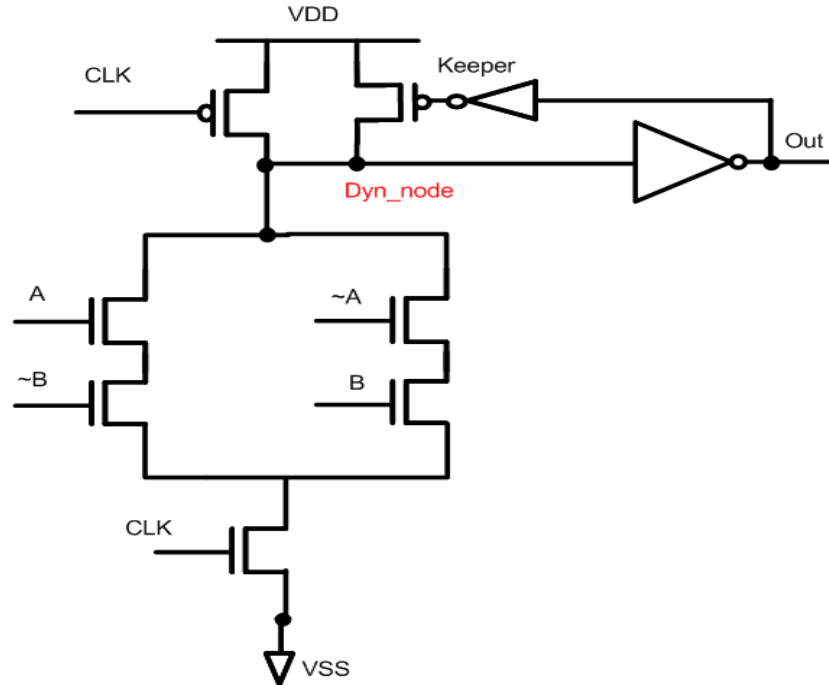 VDD
Keeper
CLK
Out
Dyn_node
A
~A
~B
B
CLK
VSS